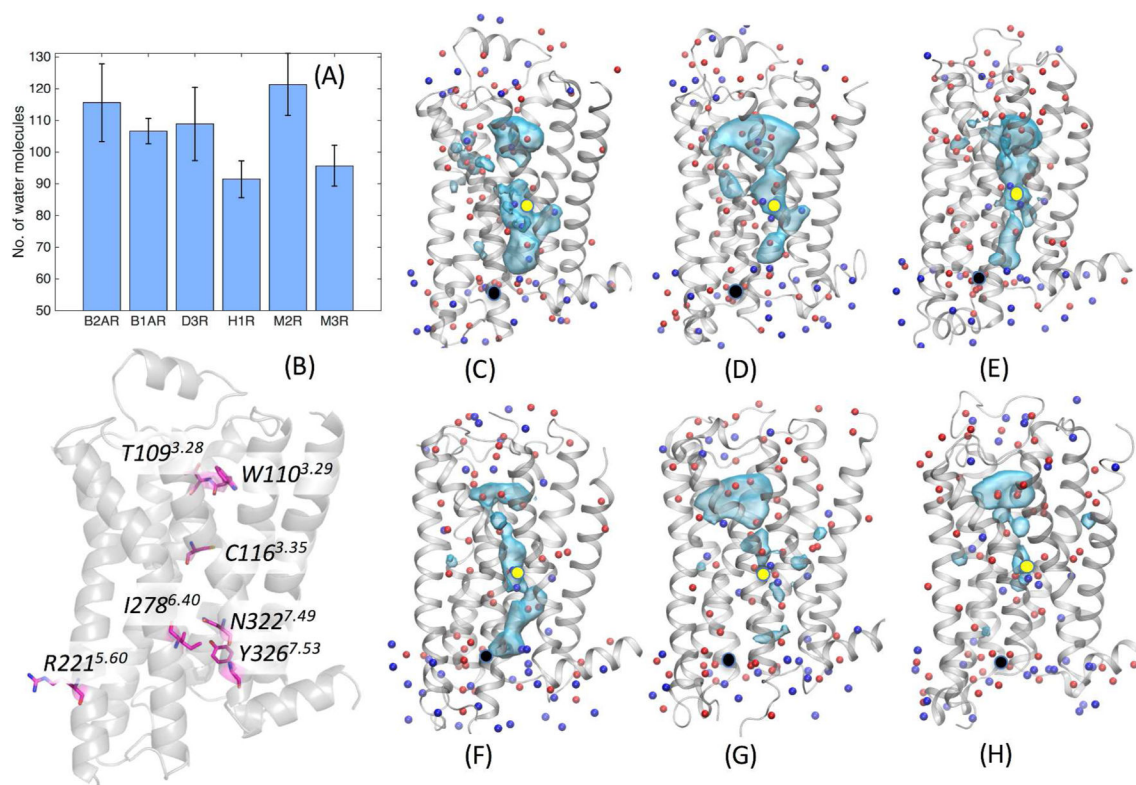 (A)
No. of water molecules
130
120
110
100
90
80
70
60
50
B2AR B1AR D3R H1R M2R M3R
(B)
T109^3.28
W110^3.29
C116^3.35
I278^6.40
N322^7.49
Y326^7.53
R221^5.60
(C)
(D)
(E)
(F)
(G)
(H)